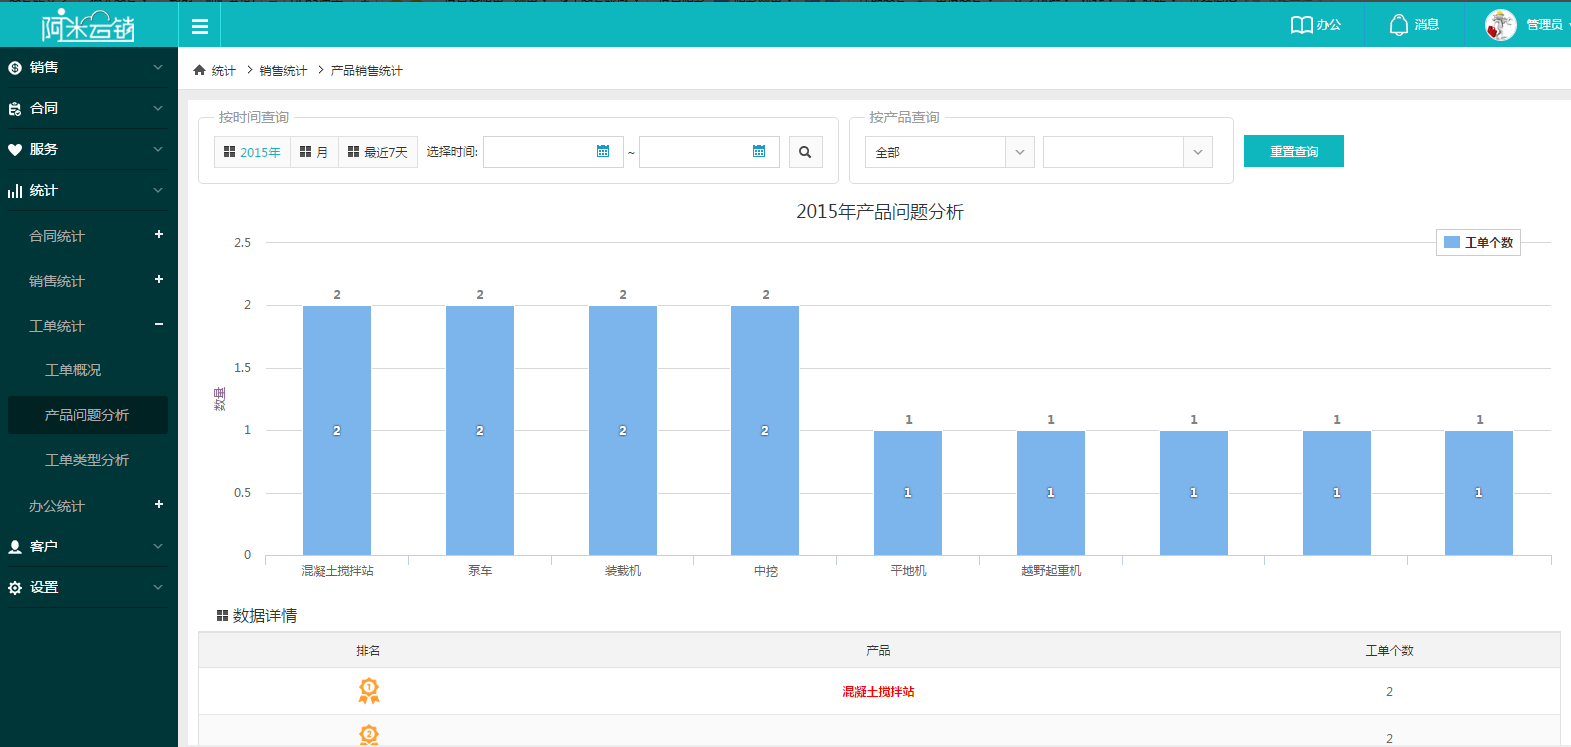 阿米云销
办公
消息
管理员
销售
合同
服务
统计
合同统计
销售统计
工单统计
工单概况
产品问题分析
工单类型分析
办公统计
客户
设置
统计 > 销售统计 > 产品销售统计
按时间查询
2015年 月 最近7天 选择时间: ~
按产品查询
全部
重置查询
2015年产品问题分析
工单个数
数量
2.5
2
1.5
1
0.5
0
2 2 2 2 1 1 1 1 1
2 2 2 2 1 1 1 1 1
混凝土搅拌站 泵车 装载机 中挖 平地机 越野起重机
数据详情
排名 产品 工单个数
1 混凝土搅拌站 2
2 2